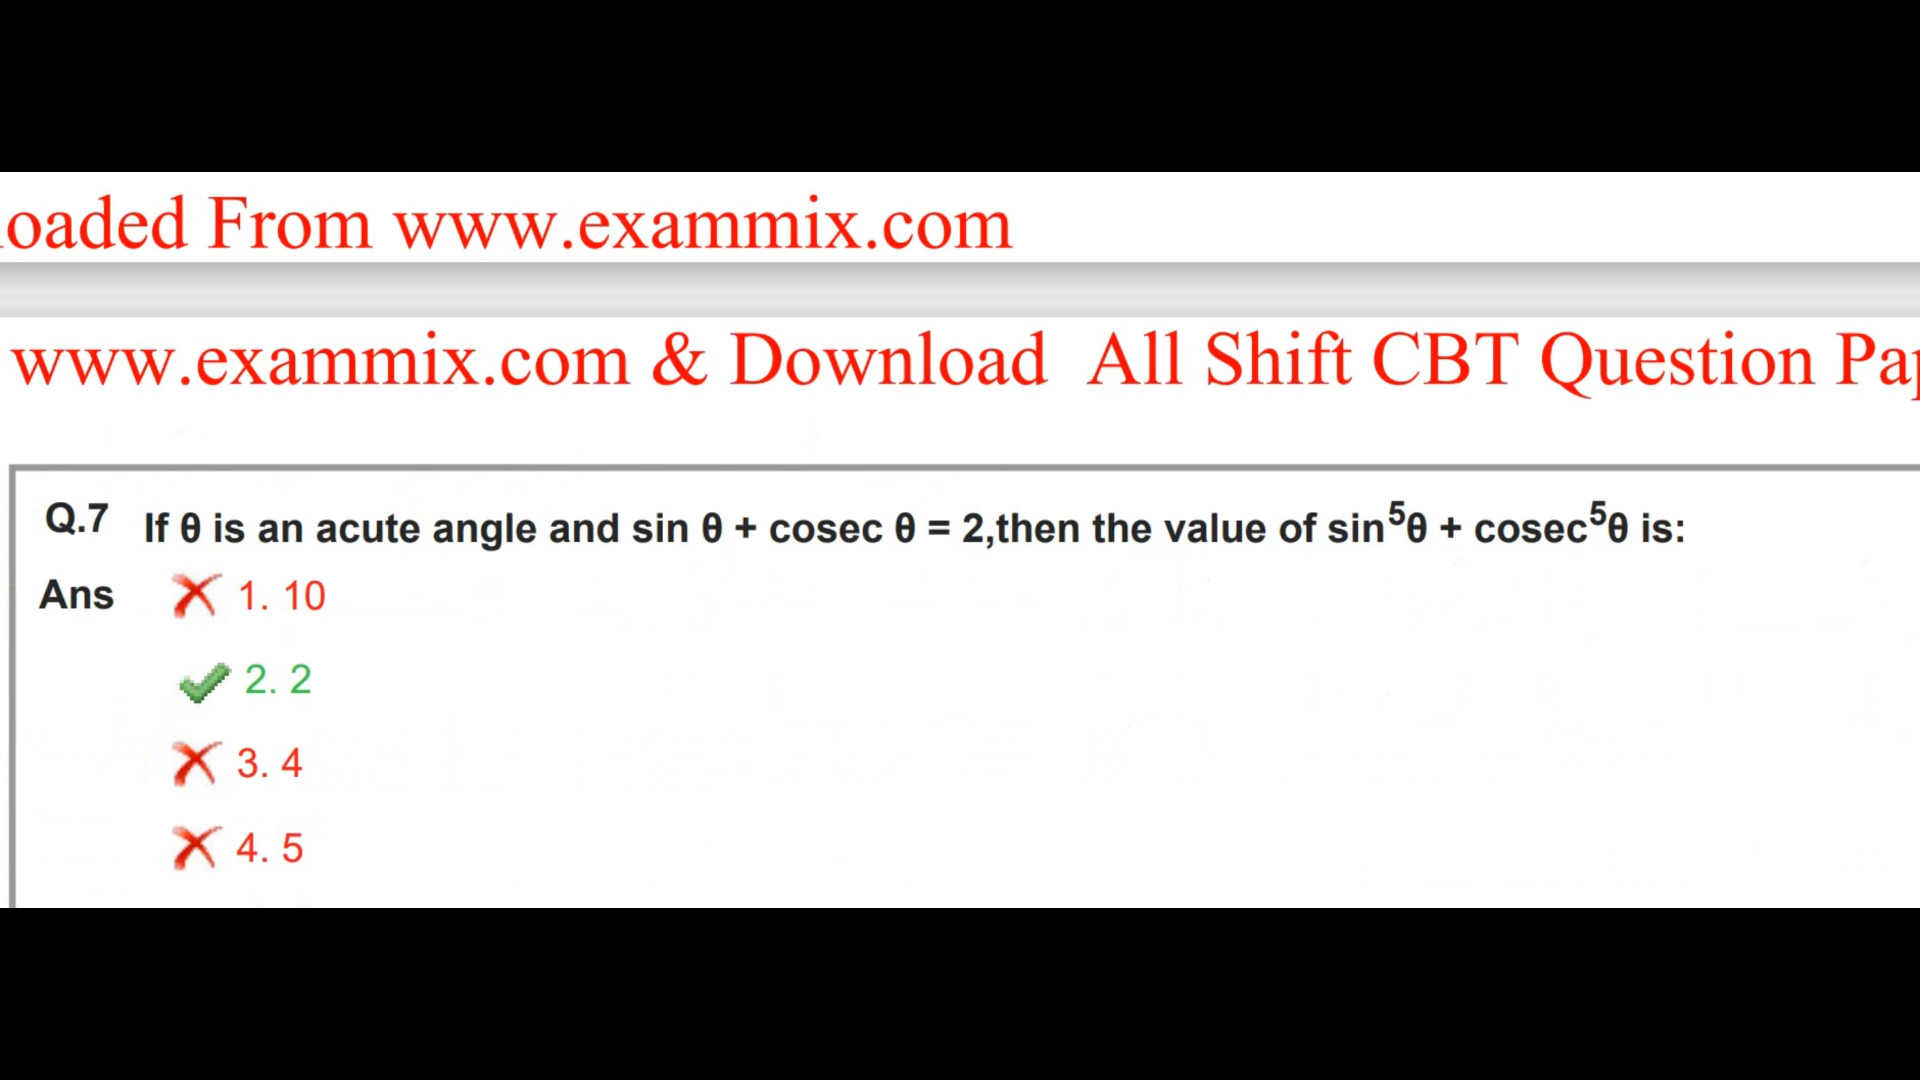 oaded From www.exammix.com
www.exammix.com & Download All Shift CBT Question
Q.7 If θ is an acute angle and sin θ + cosec θ = 2,then the value of sin⁵θ + cosec⁵θ is:
Ans 1. 10
2. 2
3. 4
4. 5